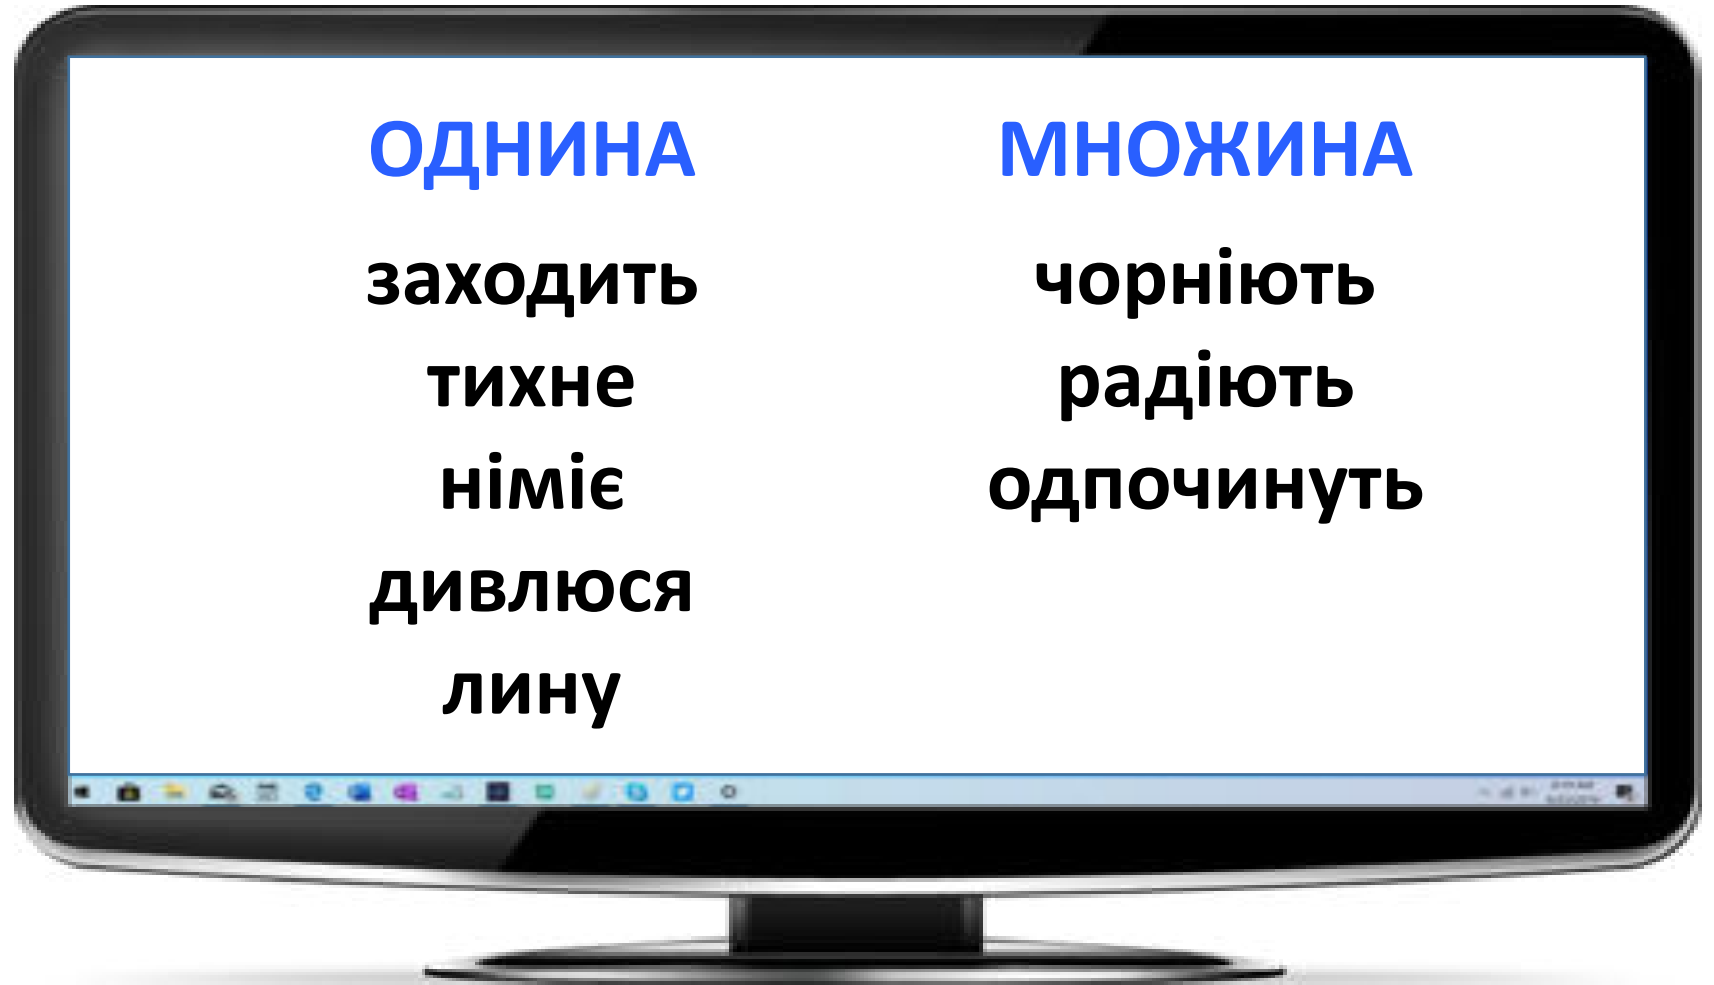 ОДНИНА МНОЖИНА
заходить чорніють
тихне радіють
німіє одпочинуть
дивлюся
лину